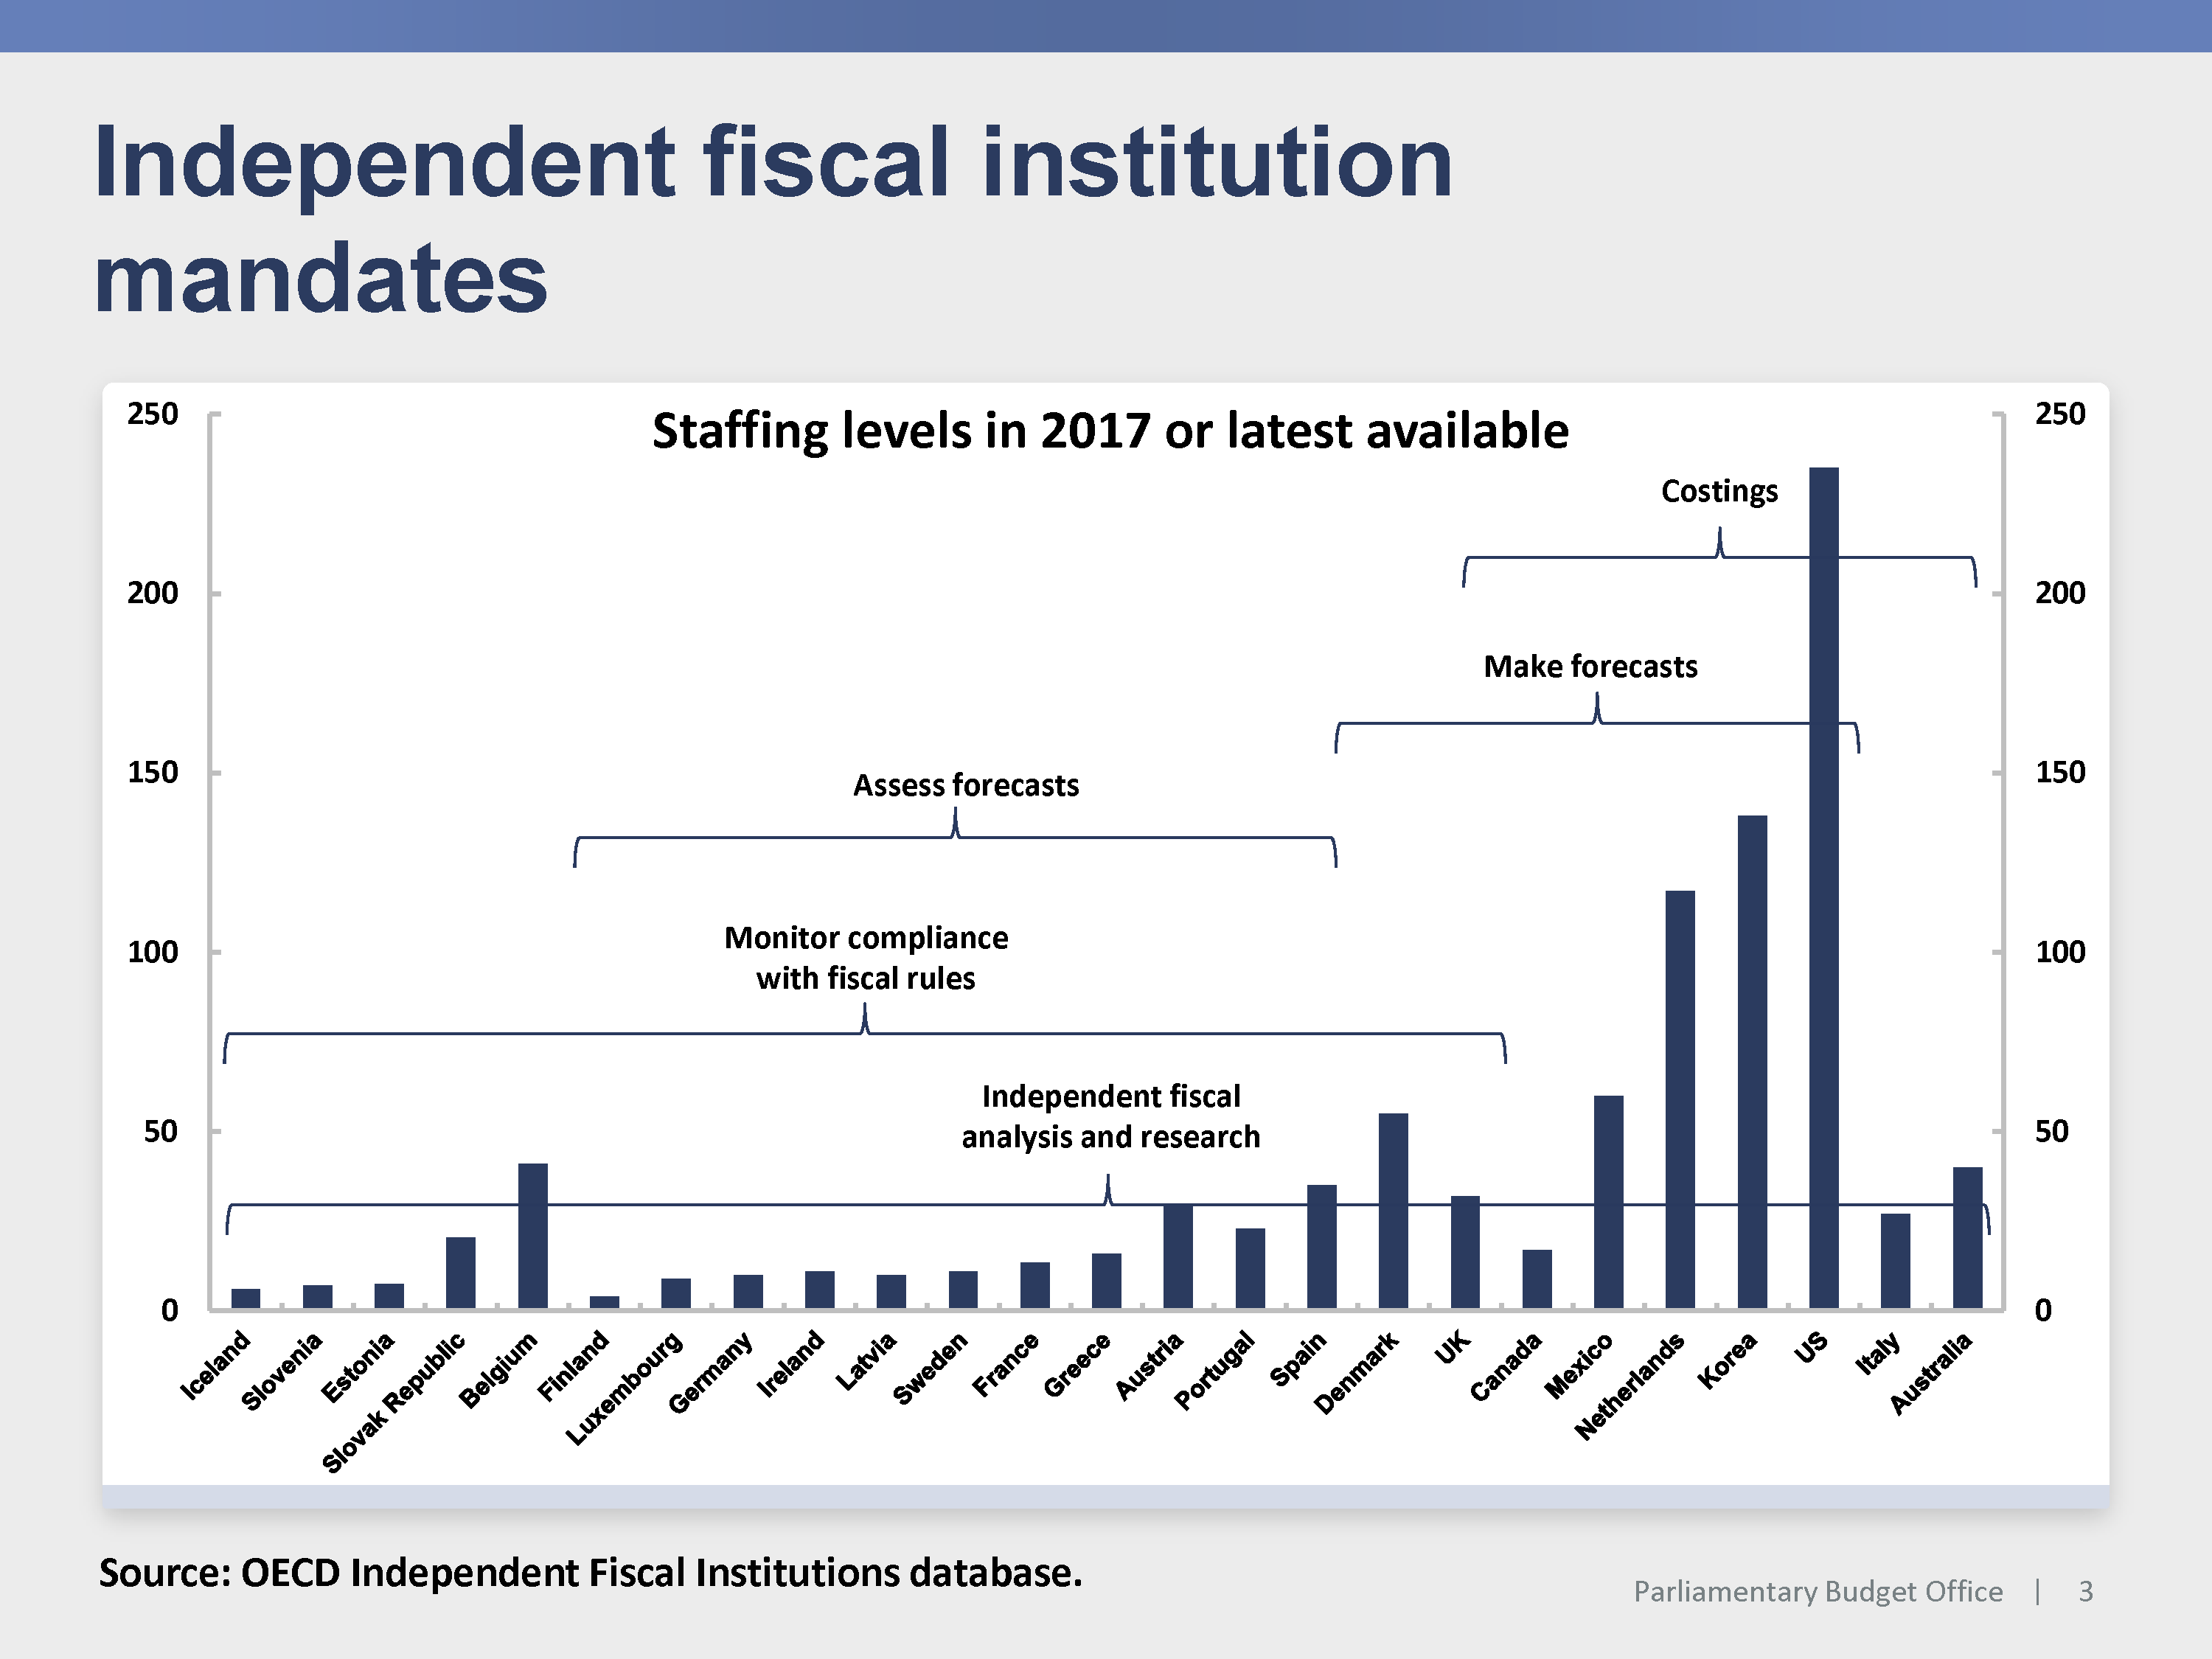 Independent fiscal institution
mandates
Staffing levels in 2017 or latest available
250
200
150
100
50
0
250
200
150
100
50
0
Costings
Make forecasts
Assess forecasts
Monitor compliance
with fiscal rules
Independent fiscal
analysis and research
Iceland
Slovenia
Estonia
Slovak Republic
Belgium
Finland
Luxembourg
Germany
Ireland
Latvia
Sweden
France
Greece
Austria
Portugal
Spain
Denmark
UK
Canada
Mexico
Netherlands
Korea
US
Italy
Australia
Source: OECD Independent Fiscal Institutions database.
Parliamentary Budget Office | 3